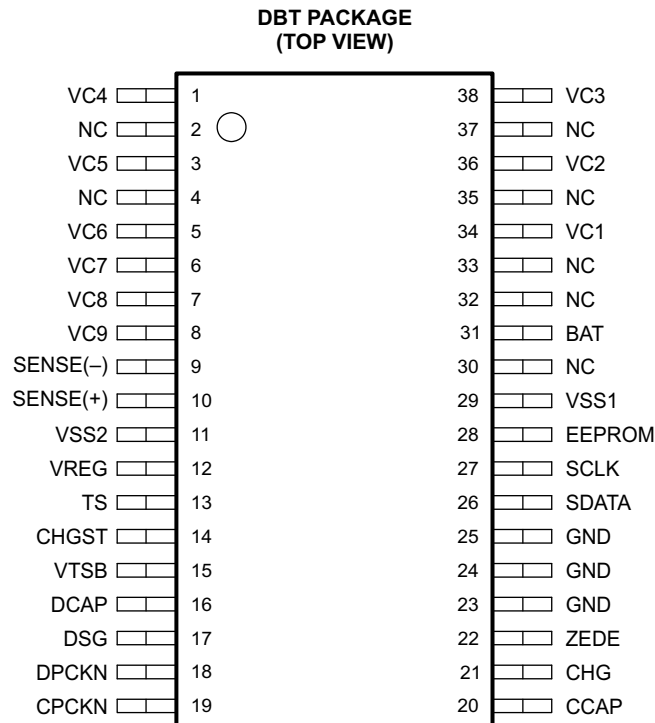 DBT PACKAGE
(TOP VIEW)
VC4 1 38 VC3
NC 2 37 NC
VC5 3 36 VC2
NC 4 35 NC
VC6 5 34 VC1
VC7 6 33 NC
VC8 7 32 NC
VC9 8 31 BAT
SENSE(–) 9 30 NC
SENSE(+) 10 29 VSS1
VSS2 11 28 EEPROM
VREG 12 27 SCLK
TS 13 26 SDATA
CHGST 14 25 GND
VTSB 15 24 GND
DCAP 16 23 GND
DSG 17 22 ZEDE
DPCKN 18 21 CHG
CPCKN 19 20 CCAP